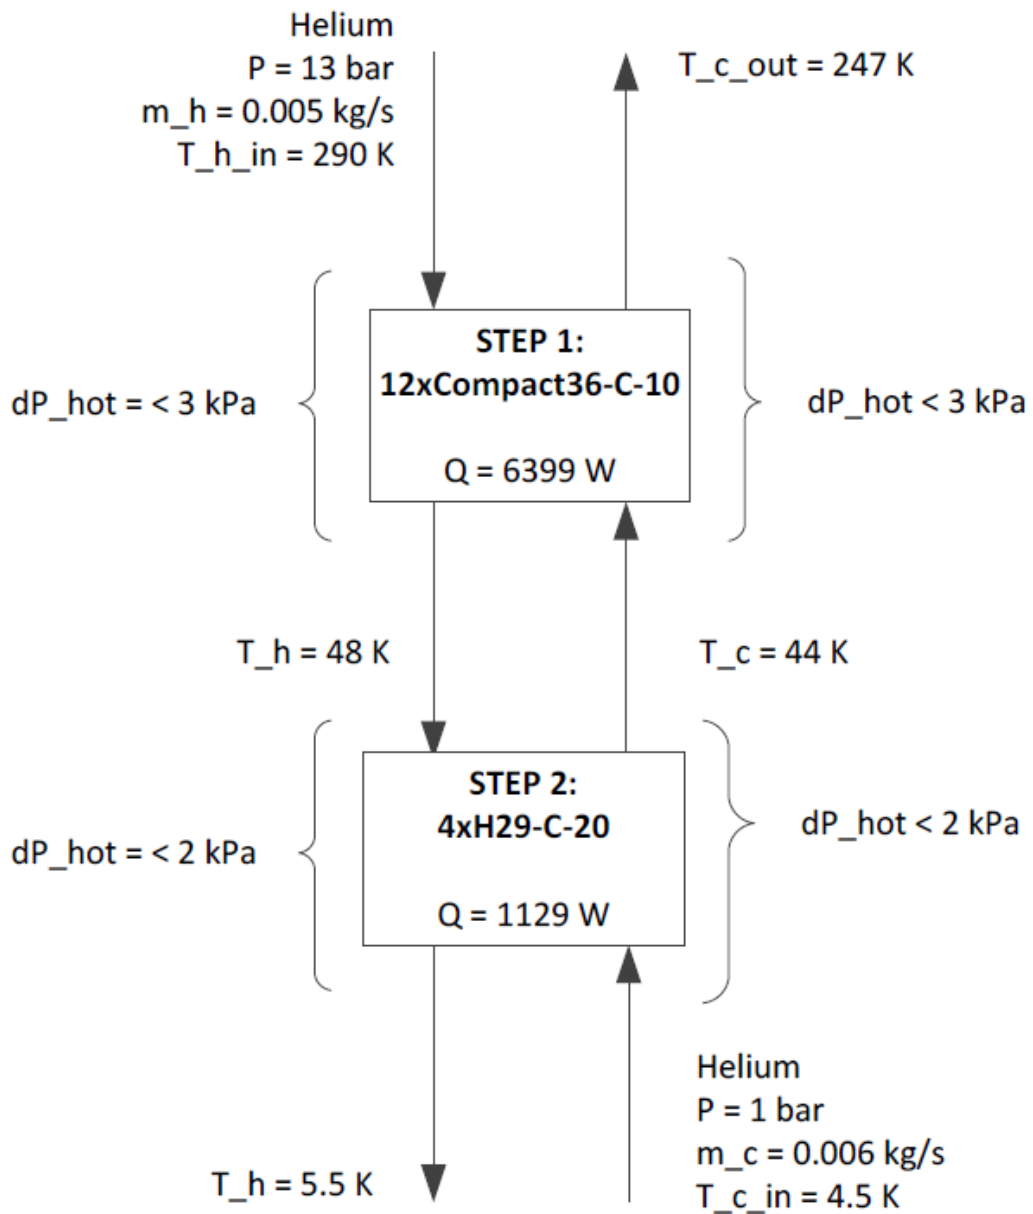 Helium
P = 13 bar
m_h = 0.005 kg/s
T_h_in = 290 K
T_c_out = 247 K
STEP 1:
12xCompact36-C-10
Q = 6399 W
dP_hot = < 3 kPa
dP_hot < 3 kPa
T_h = 48 K
T_c = 44 K
STEP 2:
4xH29-C-20
Q = 1129 W
dP_hot = < 2 kPa
dP_hot < 2 kPa
Helium
P = 1 bar
m_c = 0.006 kg/s
T_c_in = 4.5 K
T_h = 5.5 K